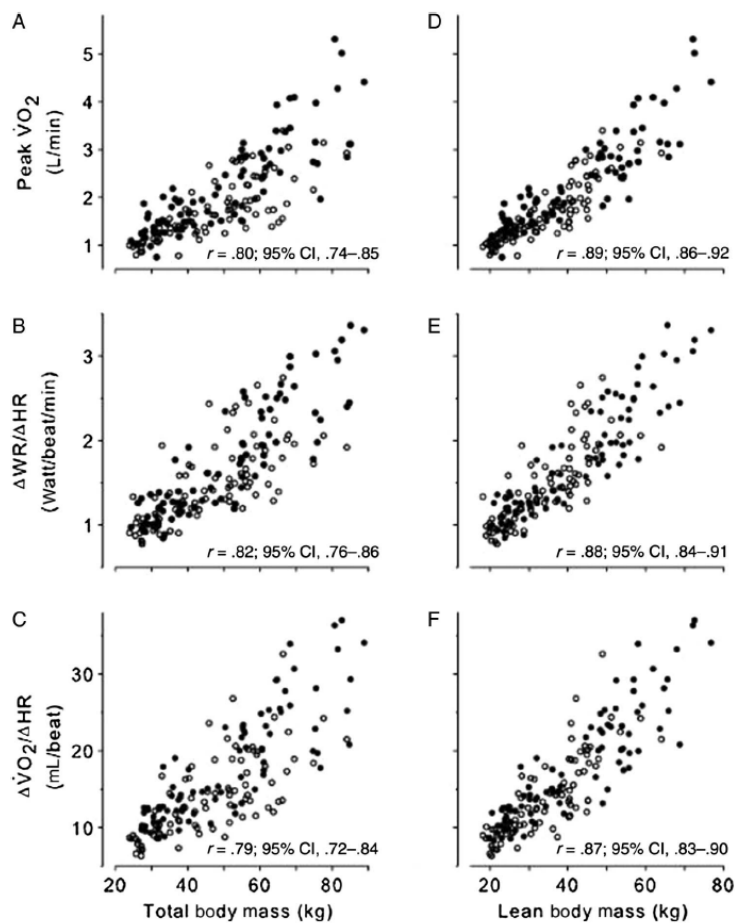 A
D
Peak V̇O₂
(L/min)
5
4
3
2
1
r = .80; 95% CI, .74–.85
r = .89; 95% CI, .86–.92
B
E
ΔWR/ΔHR
(Watt/beat/min)
3
2
1
r = .82; 95% CI, .76–.86
r = .88; 95% CI, .84–.91
C
F
ΔV̇O₂/ΔHR
(mL/beat)
30
20
10
r = .79; 95% CI, .72–.84
r = .87; 95% CI, .83–.90
20 40 60 80
20 30 40 50 60 70 80
Total body mass (kg)
Lean body mass (kg)